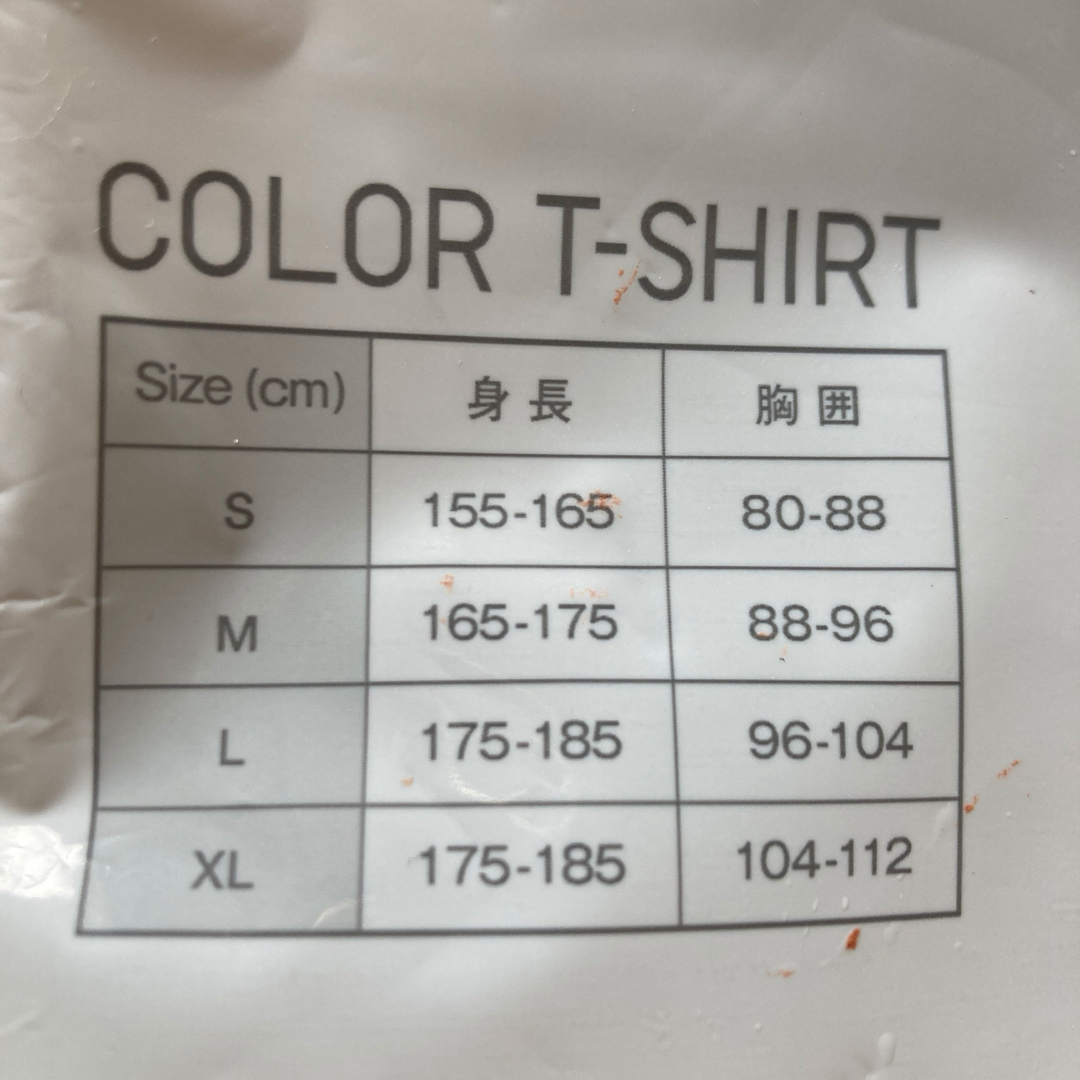 COLOR T-SHIRT
Size (cm) 身長 胸囲
S 155-165 80-88
M 165-175 88-96
L 175-185 96-104
XL 175-185 104-112